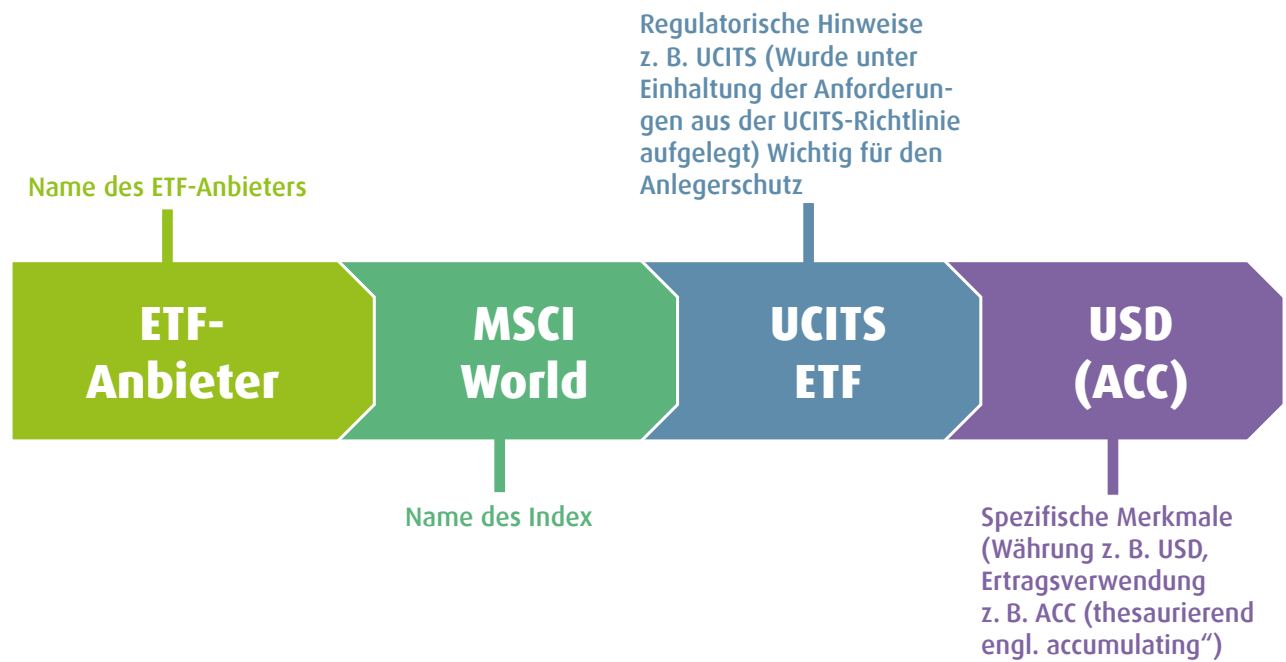 Regulatorische Hinweise
z. B. UCITS (Wurde unter
Einhaltung der Anforderun-
gen aus der UCITS-Richtlinie
aufgelegt) Wichtig für den
Anlegerschutz
Name des ETF-Anbieters
ETF-
Anbieter
MSCI
World
UCITS
ETF
USD
(ACC)
Name des Index
Spezifische Merkmale
(Währung z. B. USD,
Ertragsverwendung
z. B. ACC (thesaurierend
engl. accumulating“)